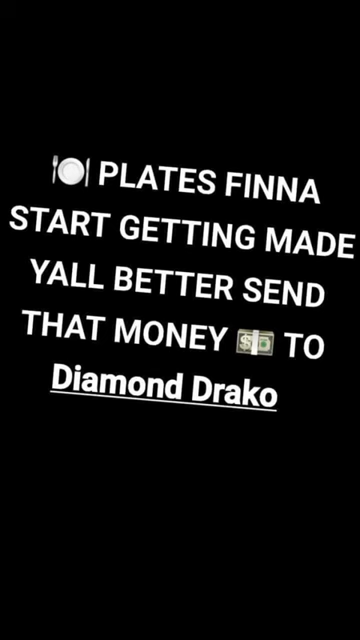 🍽️ PLATES FINNA
START GETTING MADE
YALL BETTER SEND
THAT MONEY 💵 TO
Diamond Drako